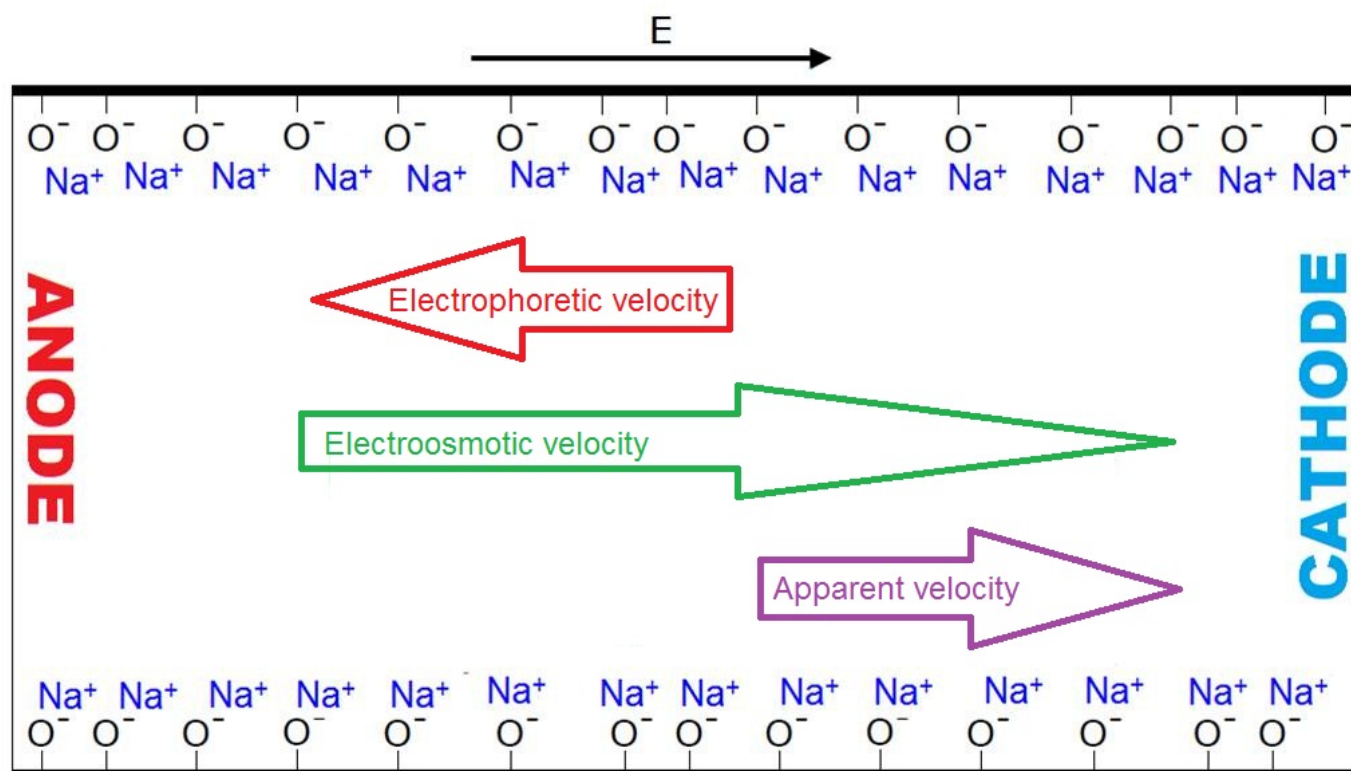 E
O⁻ O⁻ O⁻ O⁻ O⁻ O⁻ O⁻ O⁻ O⁻ O⁻ O⁻ O⁻ O⁻ O⁻ O⁻
Na⁺ Na⁺ Na⁺ Na⁺ Na⁺ Na⁺ Na⁺ Na⁺ Na⁺ Na⁺ Na⁺ Na⁺ Na⁺ Na⁺ Na⁺
ANODE
Electrophoretic velocity
Electroosmotic velocity
Apparent velocity
CATHODE
Na⁺ Na⁺ Na⁺ Na⁺ Na⁺ Na⁺ Na⁺ Na⁺ Na⁺ Na⁺ Na⁺ Na⁺ Na⁺ Na⁺
O⁻ O⁻ O⁻ O⁻ O⁻ O⁻ O⁻ O⁻ O⁻ O⁻ O⁻ O⁻ O⁻ O⁻